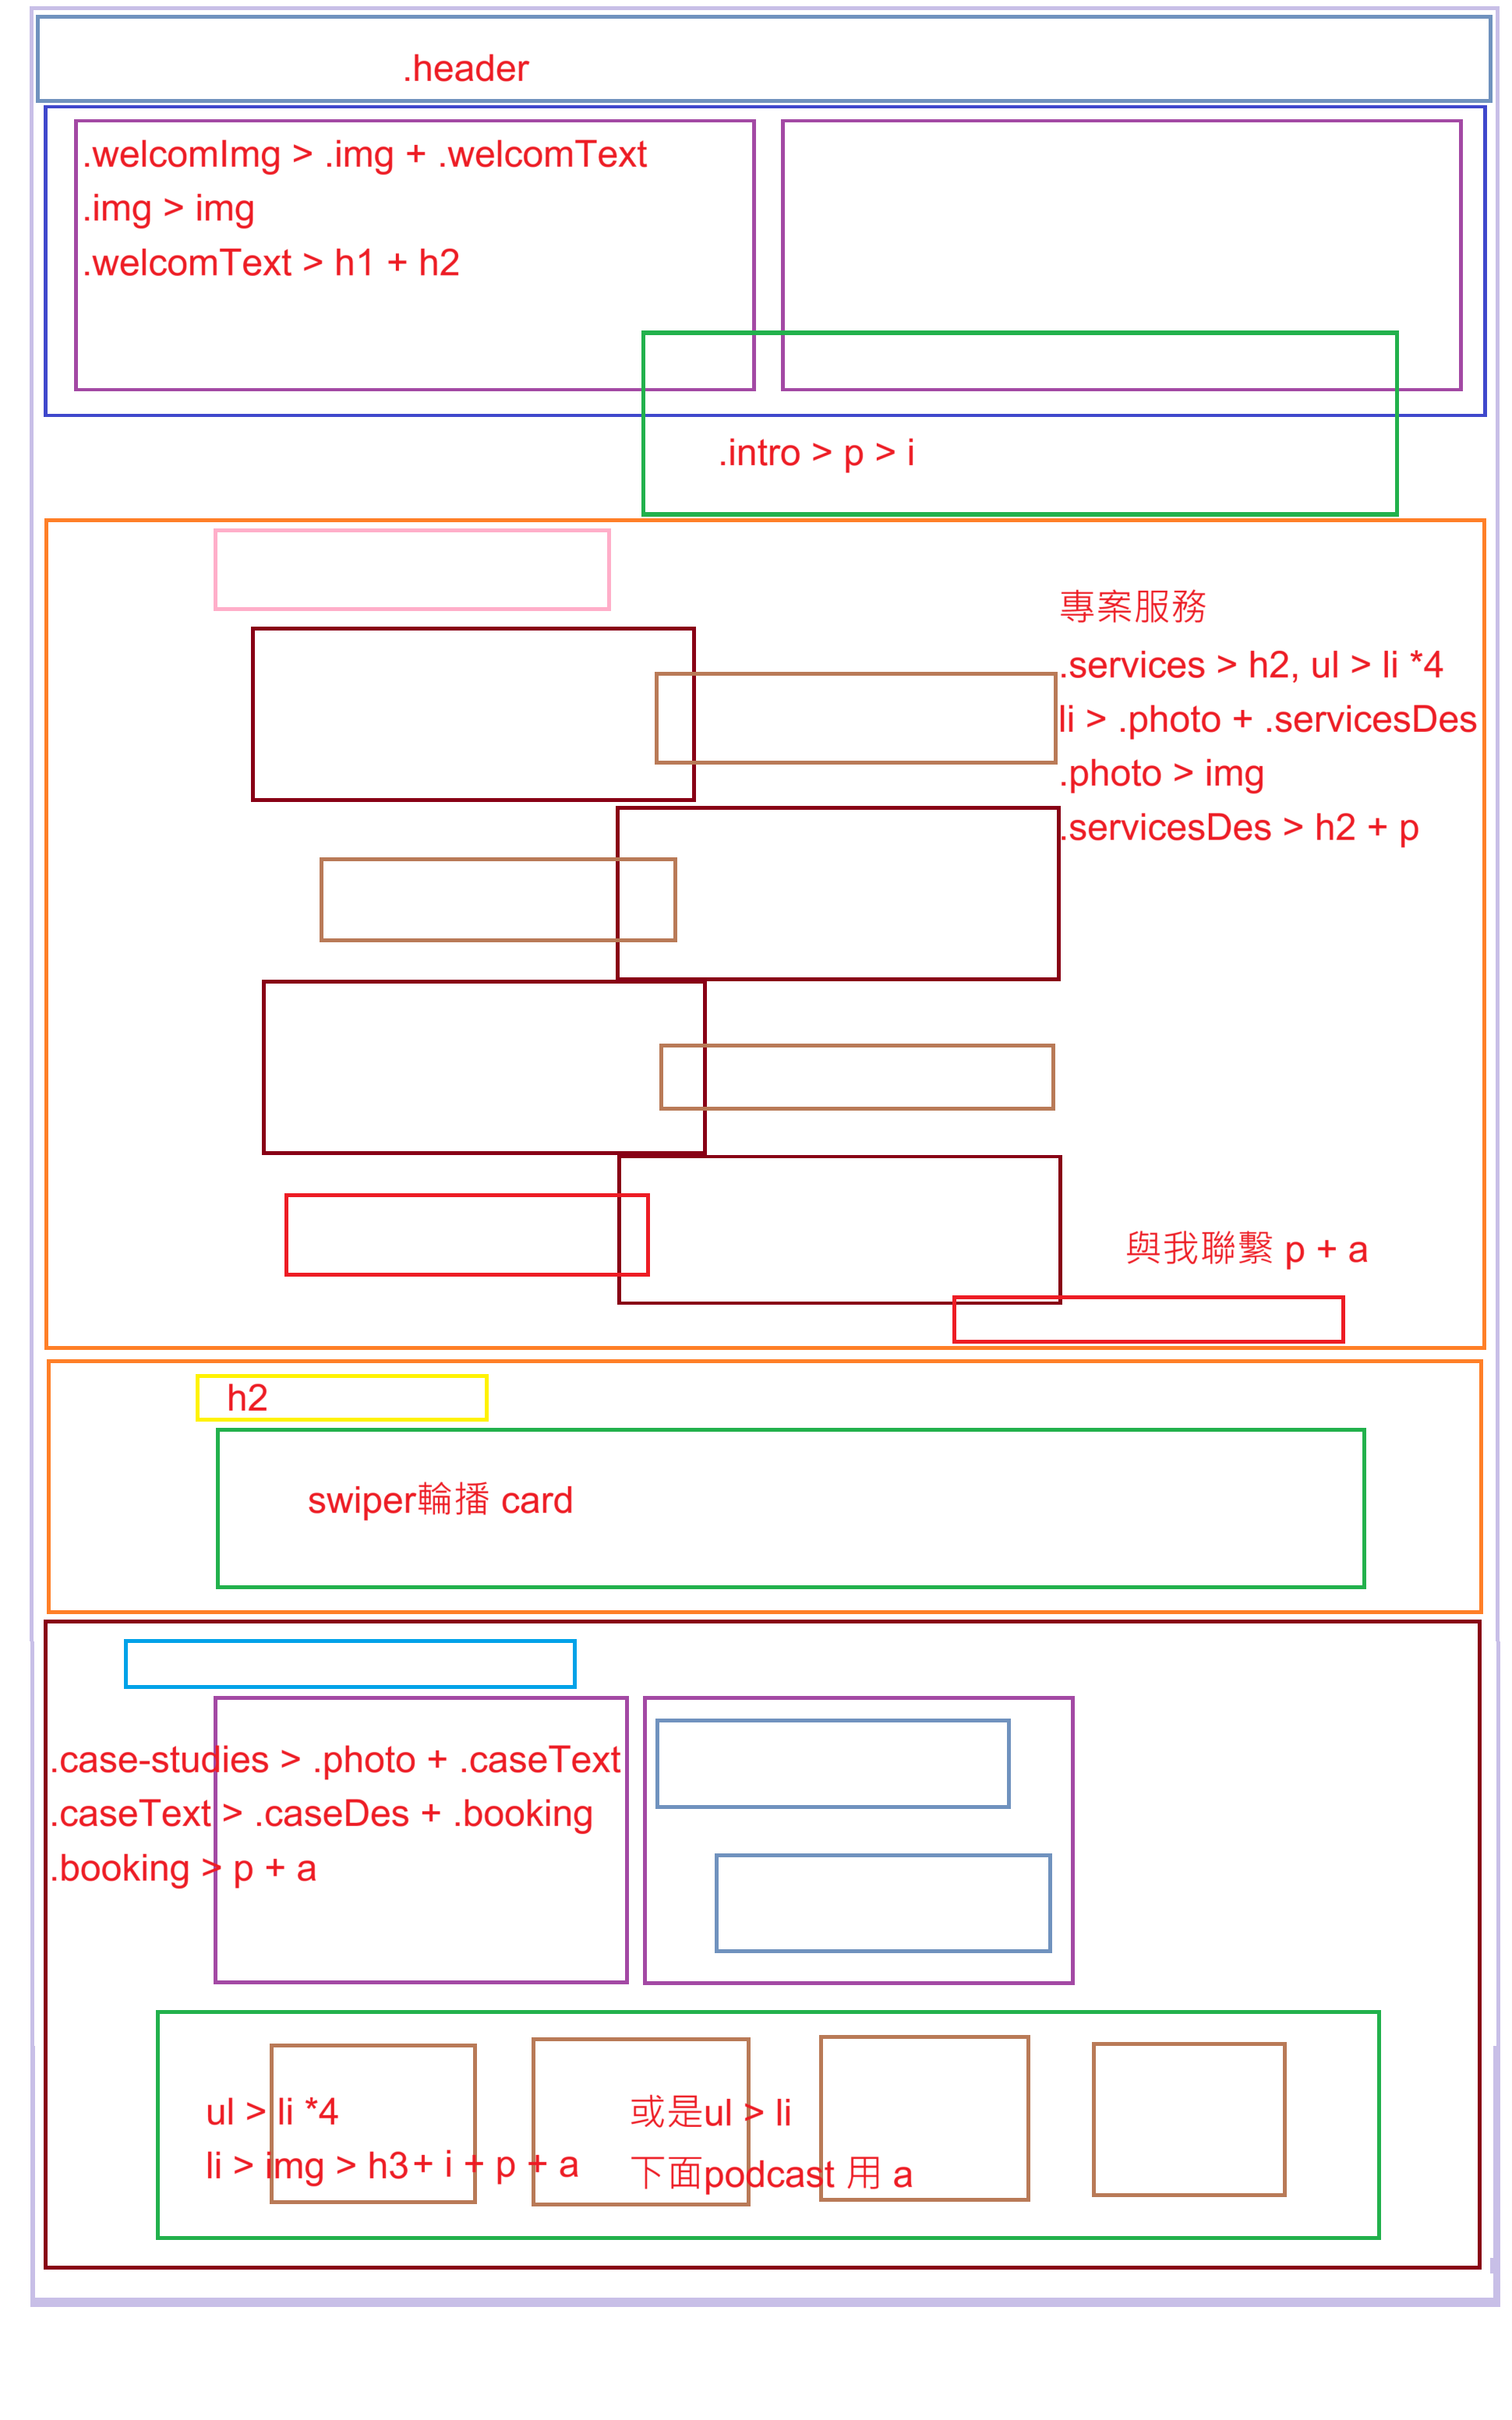 .header
.welcomImg > .img + .welcomText
.img > img
.welcomText > h1 + h2
.intro > p > i
專案服務
.services > h2, ul > li *4
li > .photo + .servicesDes
.photo > img
.servicesDes > h2 + p
與我聯繫 p + a
h2
swiper輪播 card
.case-studies > .photo + .caseText
.caseText > .caseDes + .booking
.booking > p + a
ul > li *4
li > img > h3+ i + p + a
或是ul > li
下面podcast 用 a